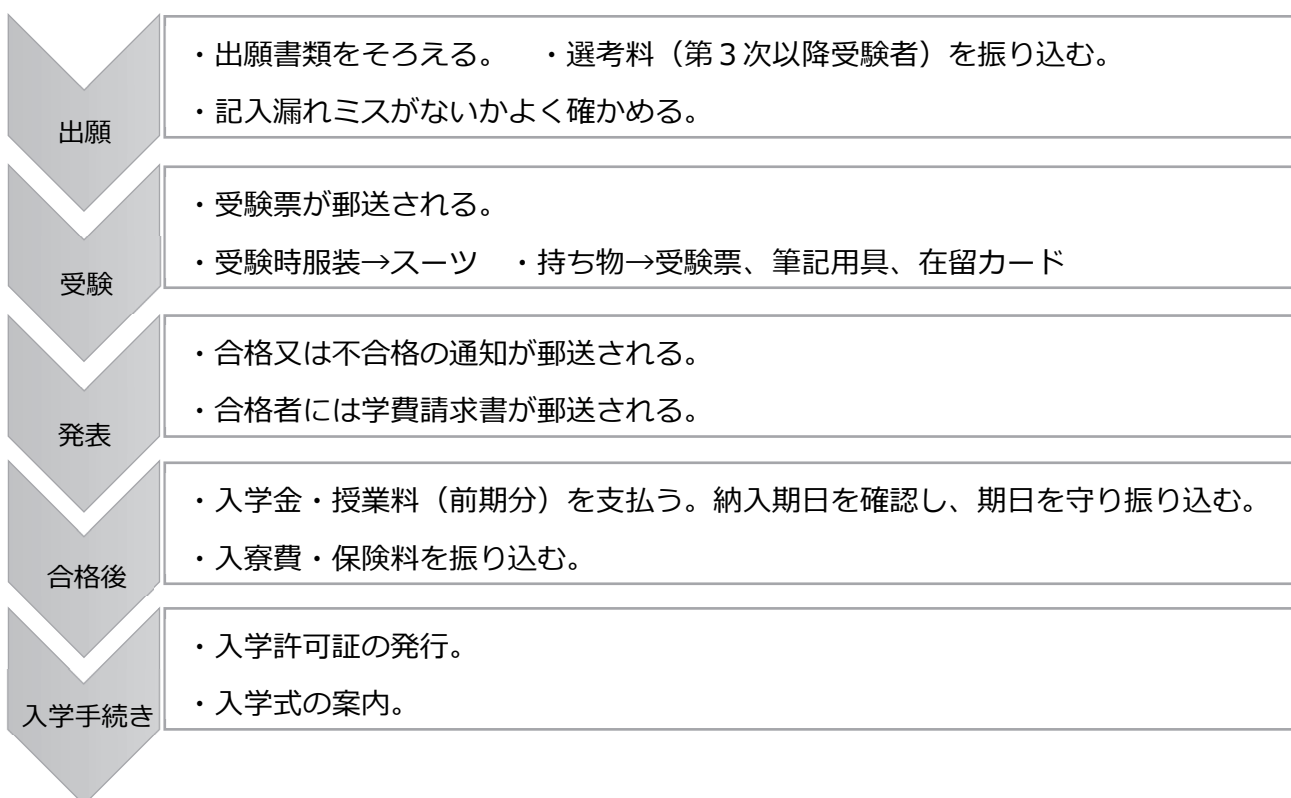 ・出願書類をそろえる。　・選考料（第３次以降受験者）を振り込む。
・記入漏れミスがないかよく確かめる。
出願
・受験票が郵送される。
・受験時服装→スーツ　・持ち物→受験票、筆記用具、在留カード
受験
・合格又は不合格の通知が郵送される。
・合格者には学費請求書が郵送される。
発表
・入学金・授業料（前期分）を支払う。納入期日を確認し、期日を守り振り込む。
・入寮費・保険料を振り込む。
合格後
・入学許可証の発行。
・入学式の案内。
入学手続き